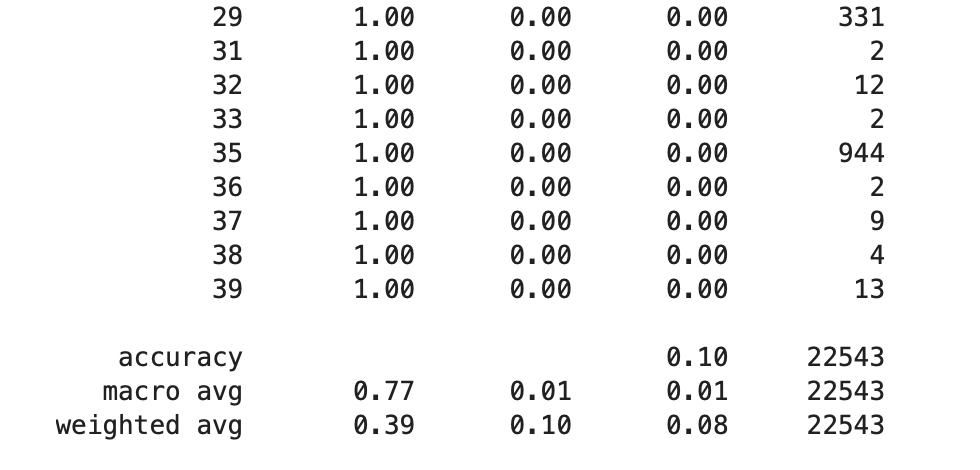 29 1.00 0.00 0.00 331
31 1.00 0.00 0.00 2
32 1.00 0.00 0.00 12
33 1.00 0.00 0.00 2
35 1.00 0.00 0.00 944
36 1.00 0.00 0.00 2
37 1.00 0.00 0.00 9
38 1.00 0.00 0.00 4
39 1.00 0.00 0.00 13
accuracy 0.10 22543
macro avg 0.77 0.01 0.01 22543
weighted avg 0.39 0.10 0.08 22543